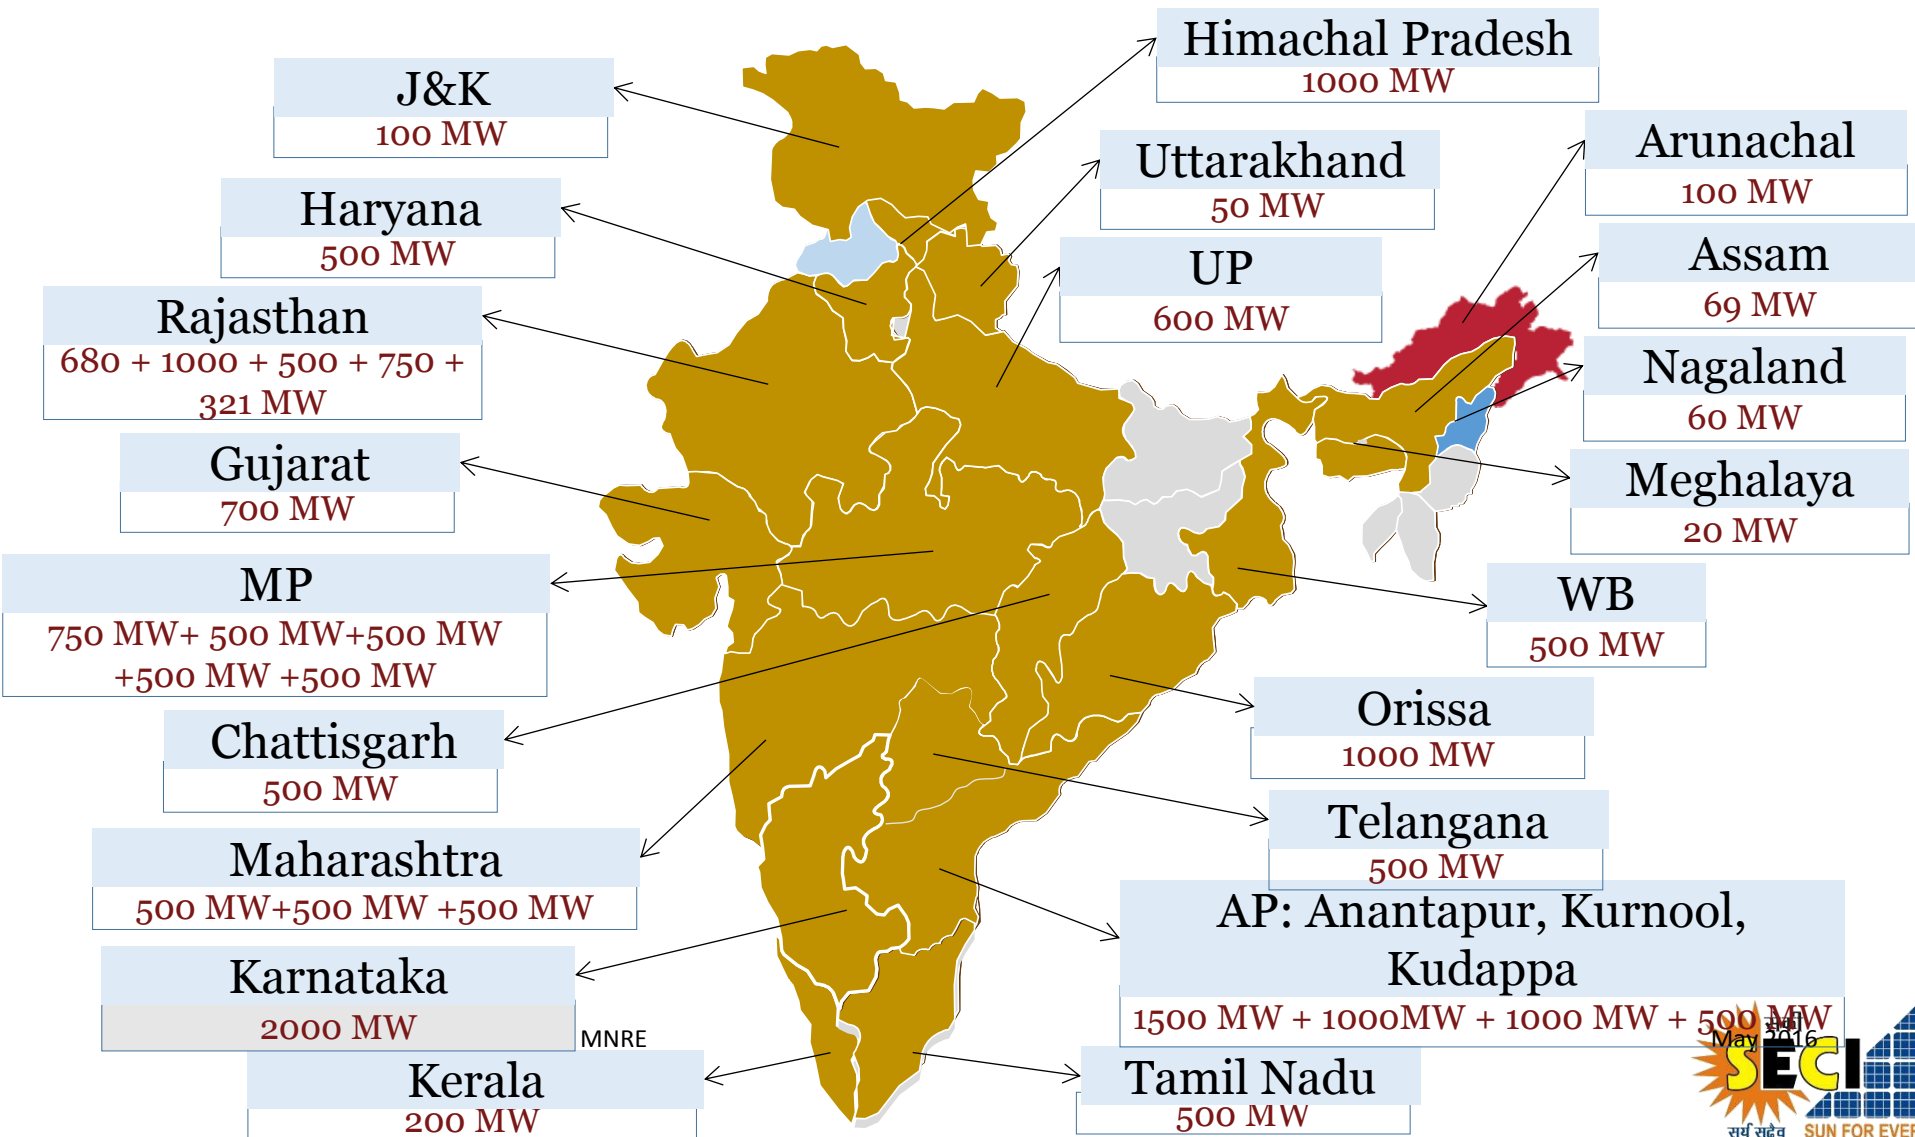 Himachal Pradesh
1000 MW
J&K
100 MW
Uttarakhand
50 MW
Arunachal
100 MW
Haryana
500 MW
UP
600 MW
Assam
69 MW
Rajasthan
680 + 1000 + 500 + 750 +
321 MW
Nagaland
60 MW
Gujarat
700 MW
Meghalaya
20 MW
MP
750 MW+ 500 MW+500 MW
+500 MW +500 MW
WB
500 MW
Orissa
1000 MW
Chattisgarh
500 MW
Telangana
500 MW
Maharashtra
500 MW+500 MW +500 MW
AP: Anantapur, Kurnool,
Kudappa
1500 MW + 1000MW + 1000 MW + 500 MW
Karnataka
2000 MW
MNRE
May 2016
Kerala
200 MW
Tamil Nadu
500 MW
SECI
SUN FOR EVER